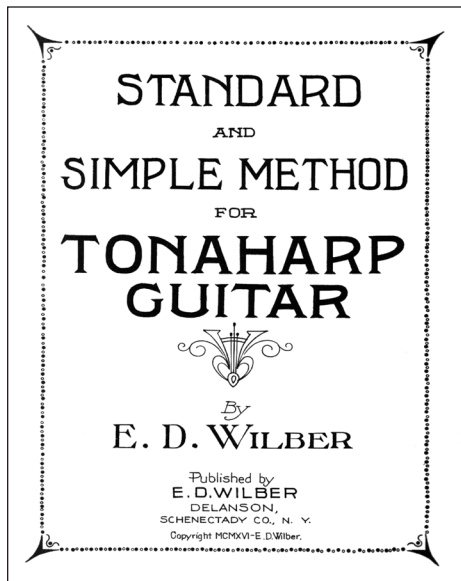 STANDARD
AND
SIMPLE METHOD
FOR
TONAHARP
GUITAR
By
E. D. WILBER
Published by
E.D.WILBER
DELANSON,
SCHENECTADY CO., N. Y.
Copyright MCMXVI-E.D.Wilber.